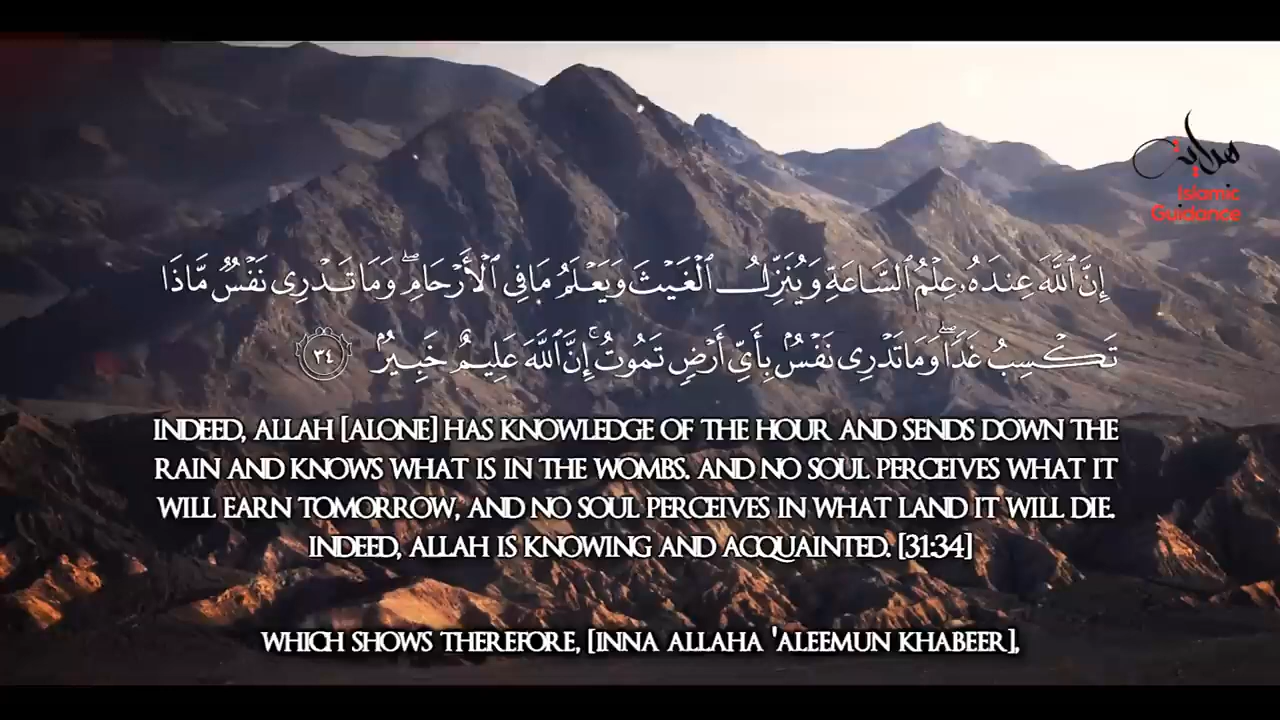 هداية
Islamic
Guidance
إِنَّ ٱللَّهَ عِندَهُۥ عِلْمُ ٱلسَّاعَةِ وَيُنَزِّلُ ٱلْغَيْثَ وَيَعْلَمُ مَا فِى ٱلْأَرْحَامِ ۖ وَمَا تَدْرِى نَفْسٌ مَّاذَا
تَكْسِبُ غَدًا ۖ وَمَا تَدْرِى نَفْسٌۢ بِأَىِّ أَرْضٍ تَمُوتُ ۚ إِنَّ ٱللَّهَ عَلِيمٌ خَبِيرٌۢ ٣٤
INDEED, ALLAH [ALONE] HAS KNOWLEDGE OF THE HOUR AND SENDS DOWN THE
RAIN AND KNOWS WHAT IS IN THE WOMBS. AND NO SOUL PERCEIVES WHAT IT
WILL EARN TOMORROW, AND NO SOUL PERCEIVES IN WHAT LAND IT WILL DIE.
INDEED, ALLAH IS KNOWING AND ACQUAINTED. [31:34]
WHICH SHOWS THEREFORE, [INNA ALLAHA 'ALEEMUN KHABEER],